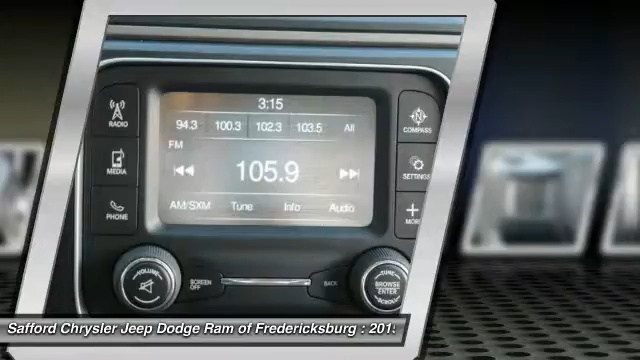 3:15
94.3 100.3 102.3 103.5 All
FM
105.9
AM/SXM Tune Info Audio
RADIO
MEDIA
PHONE
COMPASS
N
SETTINGS
VOLUME
SCREEN
OFF
BACK
TUNE
BROWSE
ENTER
SCROLL
Safford Chrysler Jeep Dodge Ram of Fredericksburg : 201